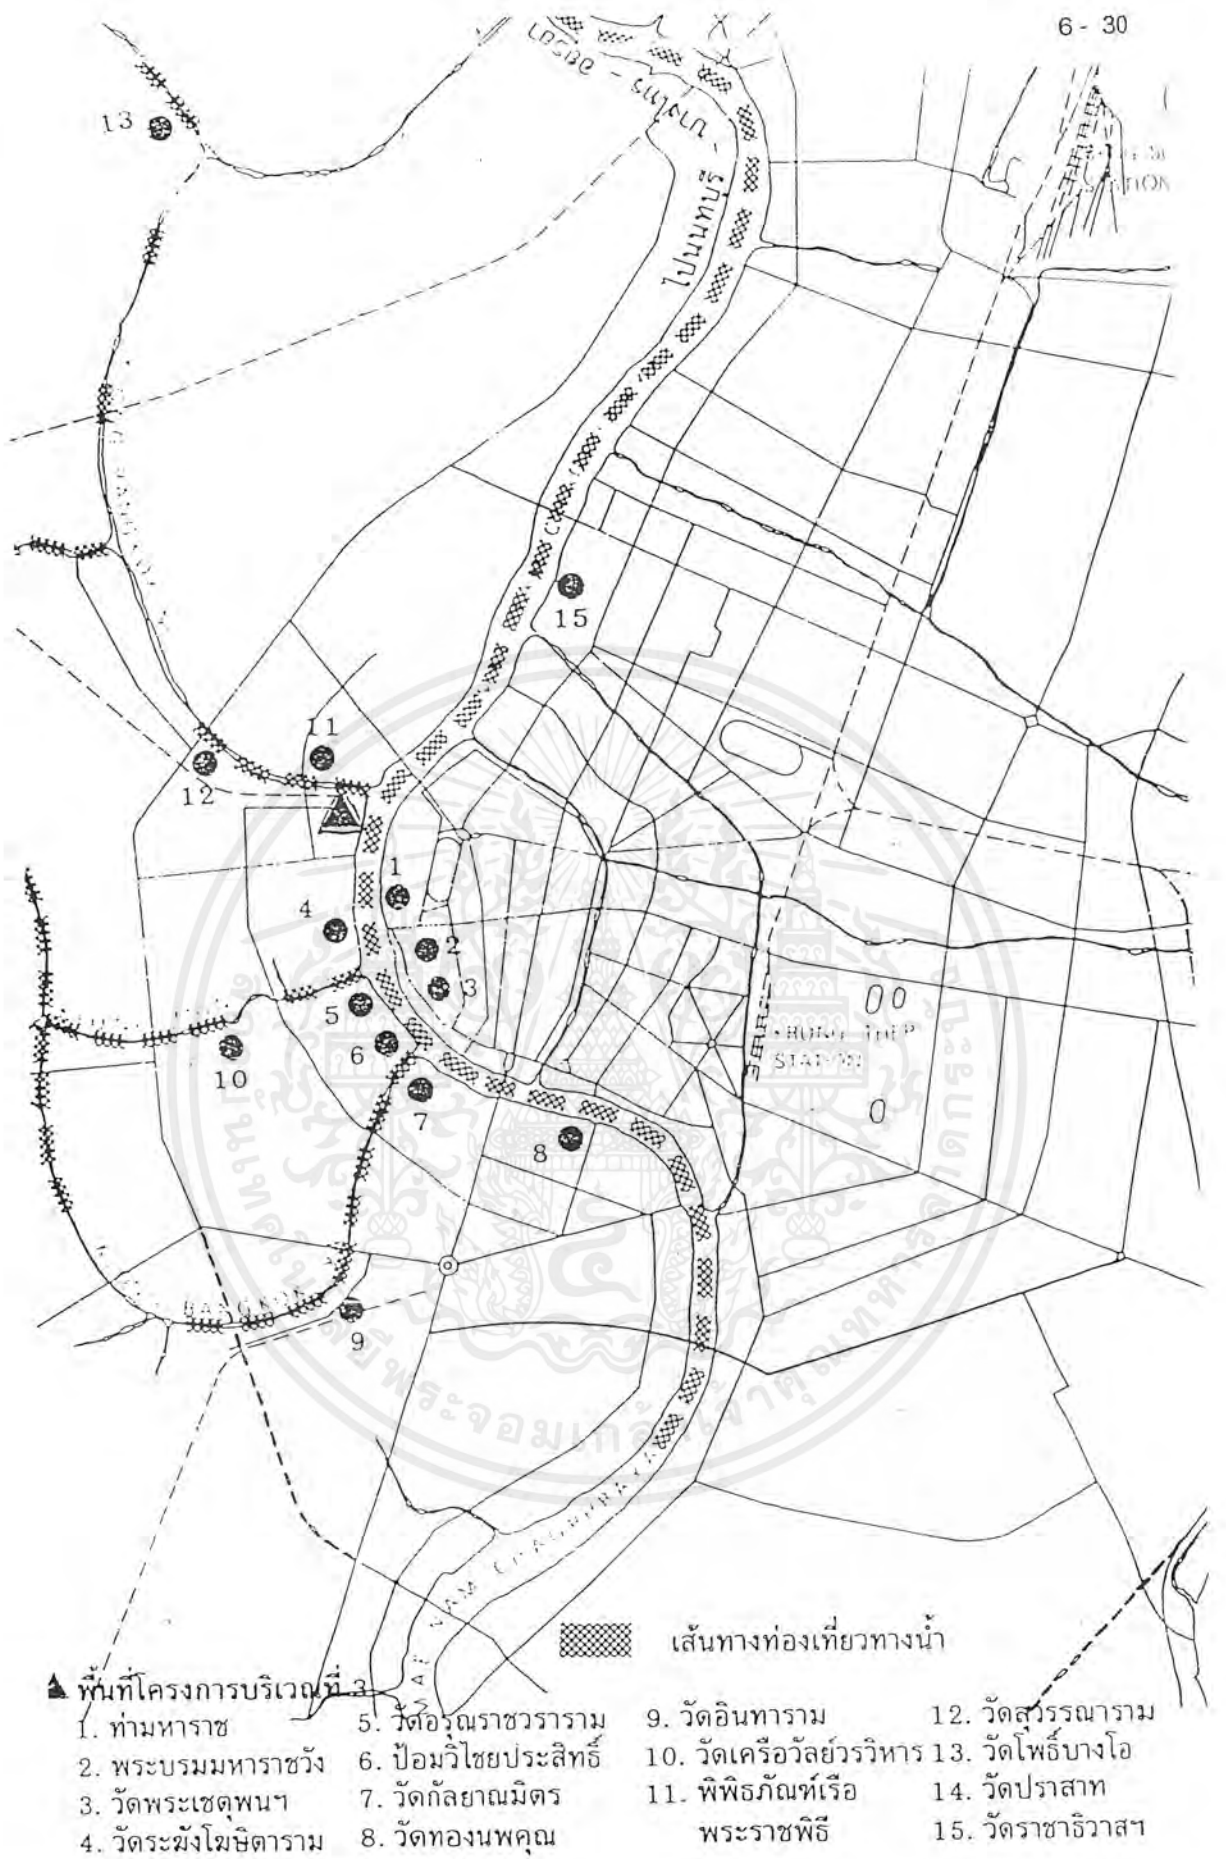 6 - 30
13
ไปนนทบุรี
15
11
12
1
4
2
3
5
6
10
7
8
KRUNG THEP
STATION
9
เส้นทางท่องเที่ยวทางน้ำ
พื้นที่โครงการบริเวณที่ 3
1. ท่ามหาราช
2. พระบรมมหาราชวัง
3. วัดพระเชตุพนฯ
4. วัดระฆังโฆษิตาราม
5. วัดอรุณราชวราราม
6. ป้อมวิไชยประสิทธิ์
7. วัดกัลยาณมิตร
8. วัดทองนพคุณ
9. วัดอินทาราม
10. วัดเครือวัลย์วรวิหาร
11. พิพิธภัณฑ์เรือ
พระราชพิธี
12. วัดสุวรรณาราม
13. วัดโพธิ์บางโอ
14. วัดปราสาท
15. วัดราชาธิวาสฯ